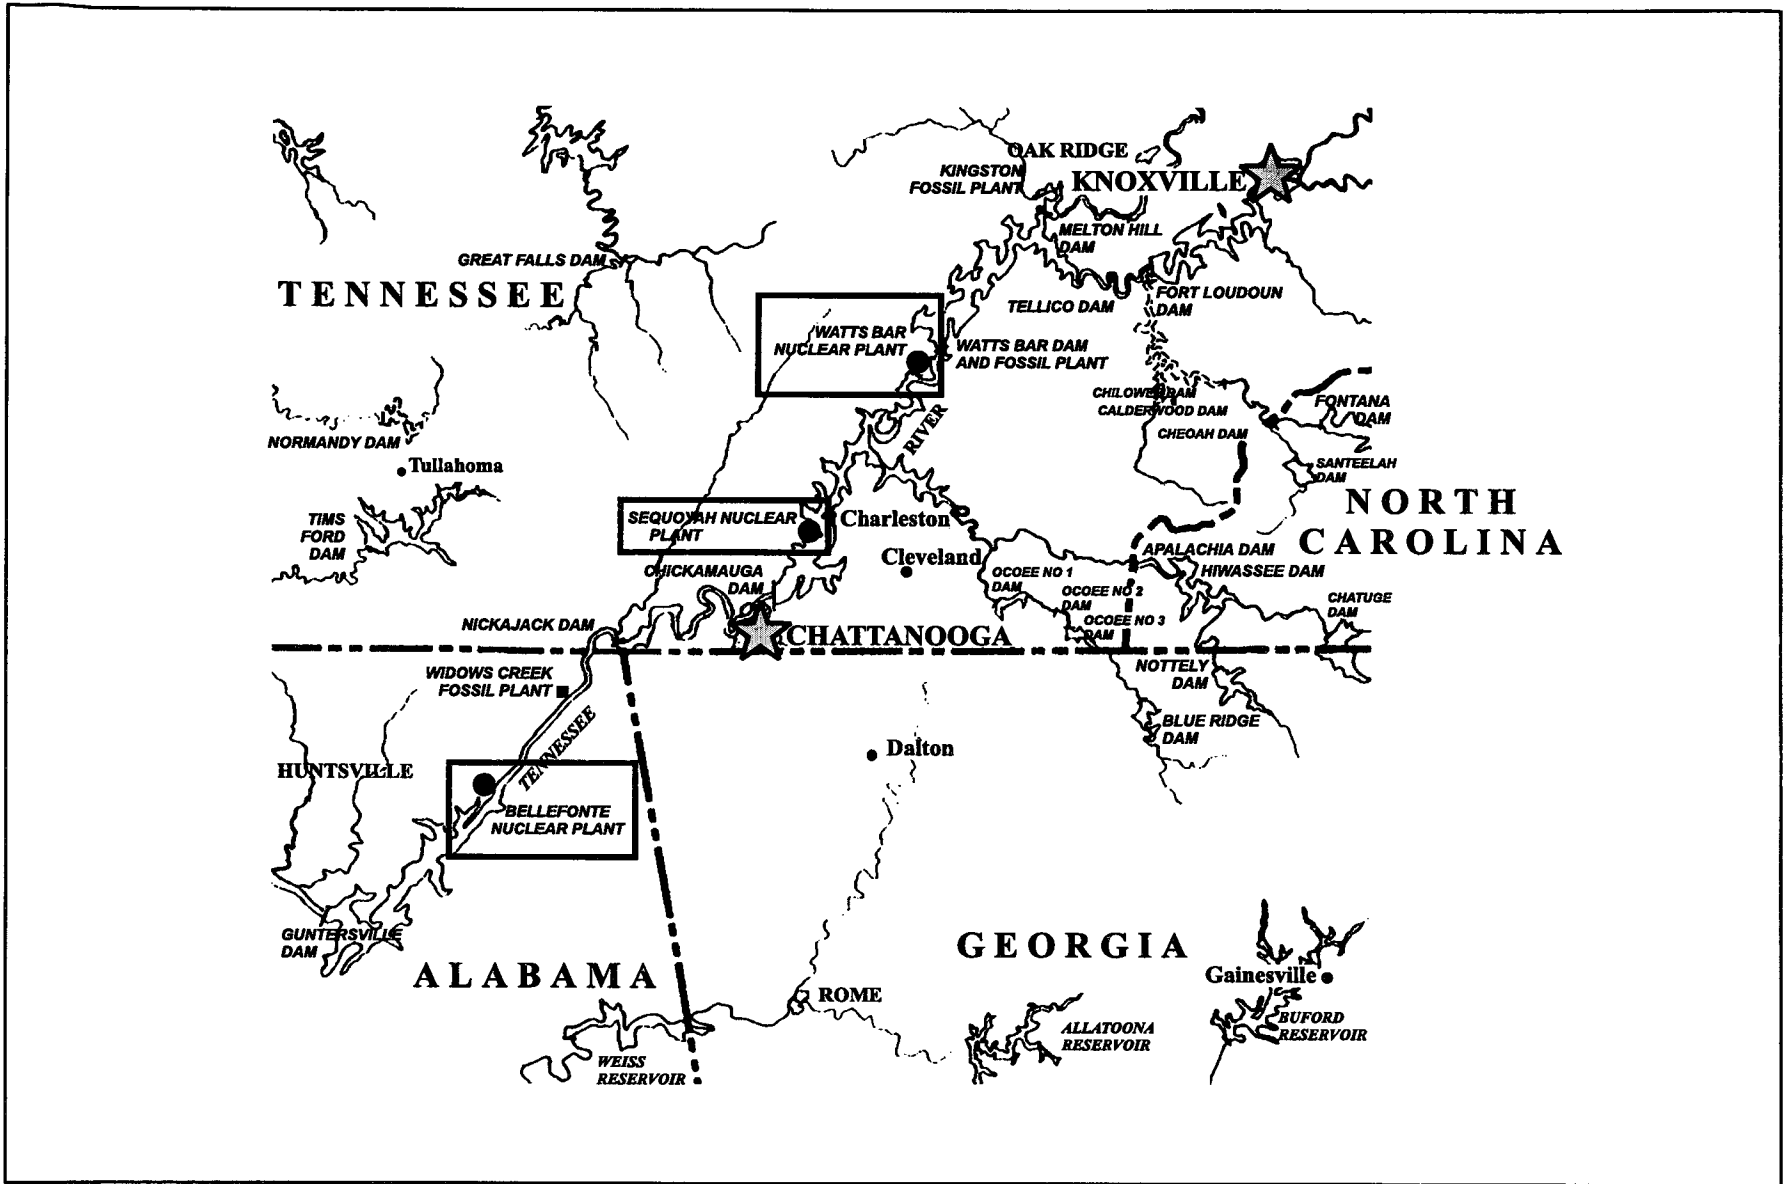 OAK RIDGE
KINGSTON
FOSSIL PLANT
KNOXVILLE
MELTON HILL
DAM
GREAT FALLS DAM
TENNESSEE
TELLICO DAM
FORT LOUDOUN
DAM
WATTS BAR
NUCLEAR PLANT
WATTS BAR DAM
AND FOSSIL PLANT
CHILOWEE DAM
CALDERWOOD DAM
CHEOAH DAM
FONTANA
DAM
NORMANDY DAM
Tullahoma
RIVER
SANTEELAH
DAM
NORTH
CAROLINA
TIMS
FORD
DAM
SEQUOYAH NUCLEAR
PLANT
Charleston
Cleveland
CHICKAMAUGA
DAM
OCOEE NO 1
DAM
OCOEE NO 2
DAM
OCOEE NO 3
DAM
APALACHIA DAM
HIWASSEE DAM
CHATUGE
DAM
NICKAJACK DAM
CHATTANOOGA
WIDOWS CREEK
FOSSIL PLANT
NOTTELY
DAM
BLUE RIDGE
DAM
TENNESSEE
Dalton
HUNTSVILLE
BELLEFONTE
NUCLEAR PLANT
GUNTERSVILLE
DAM
ALABAMA
GEORGIA
Gainesville
ROME
WEISS
RESERVOIR
ALLATOONA
RESERVOIR
BUFORD
RESERVOIR